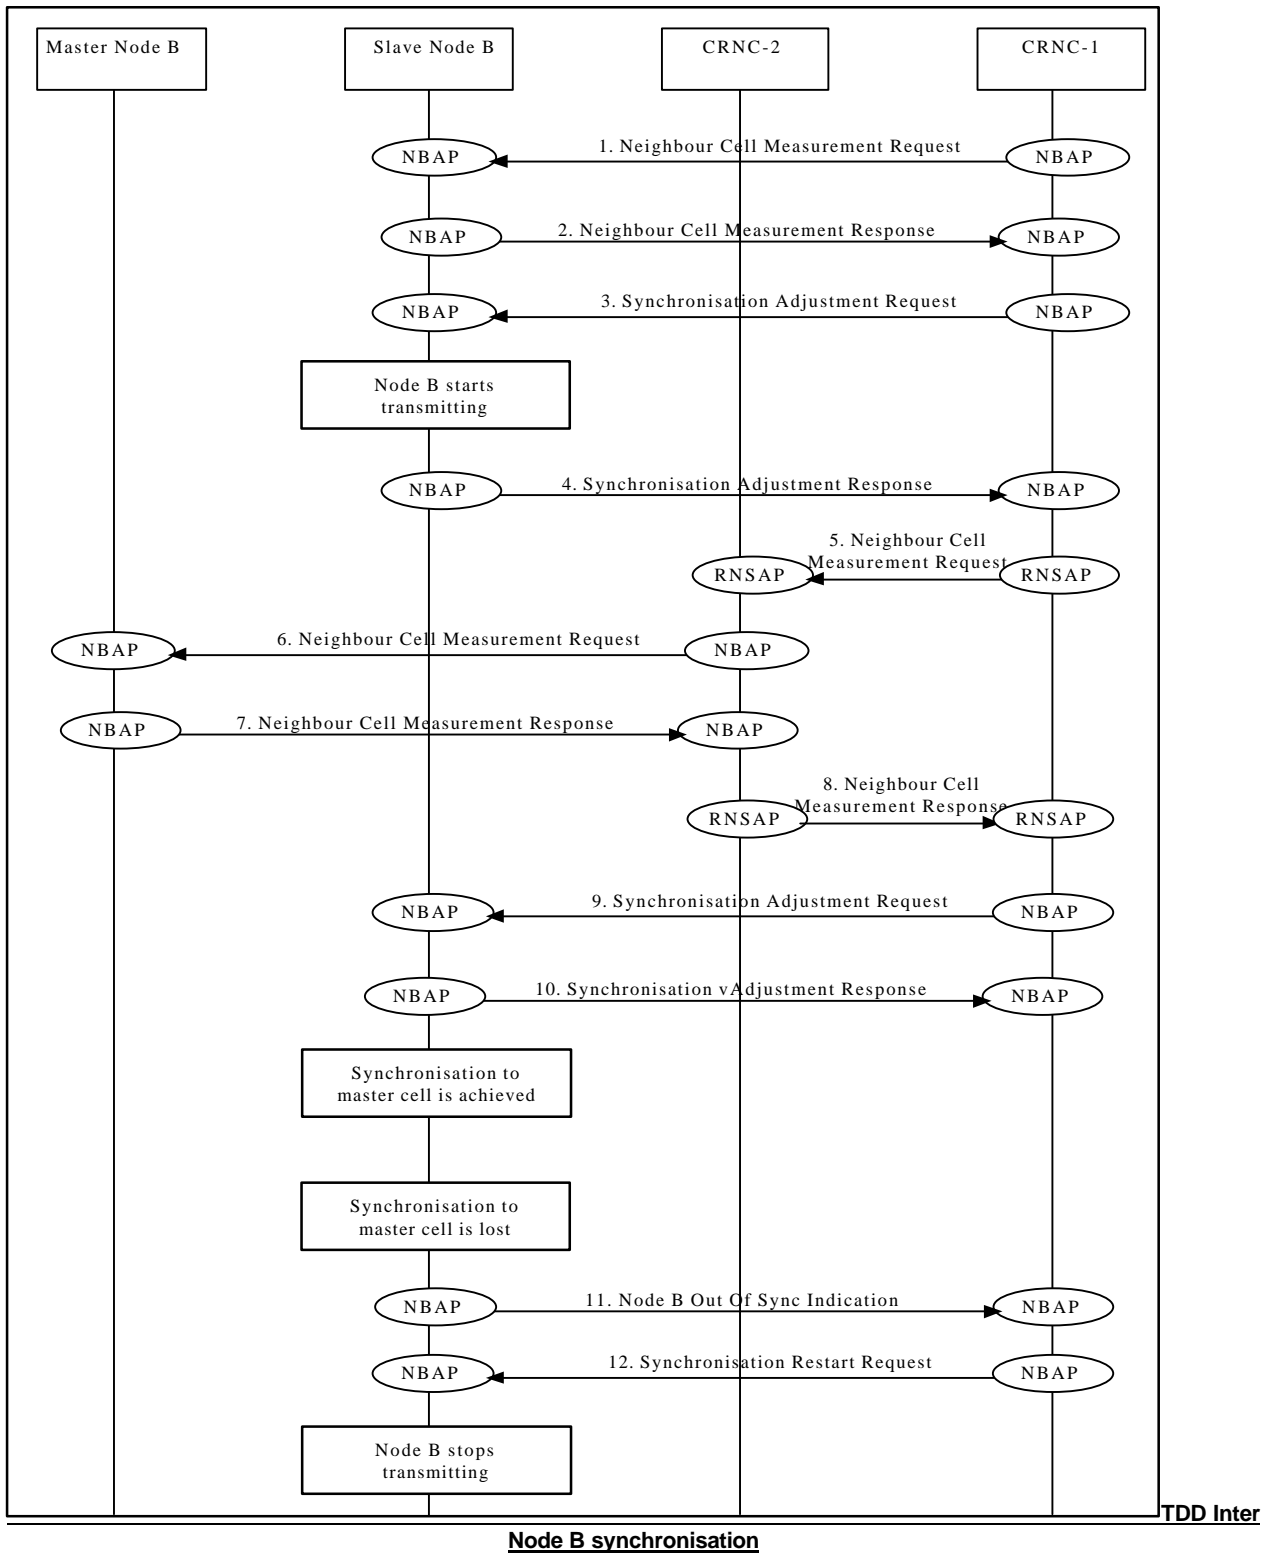 Master Node B
Slave Node B
CRNC-2
CRNC-1
1. Neighbour Cell Measurement Request
NBAP
NBAP
2. Neighbour Cell Measurement Response
NBAP
NBAP
3. Synchronisation Adjustment Request
NBAP
NBAP
Node B starts
transmitting
4. Synchronisation Adjustment Response
NBAP
NBAP
5. Neighbour Cell
Measurement Request
RNSAP
RNSAP
6. Neighbour Cell Measurement Request
NBAP
NBAP
7. Neighbour Cell Measurement Response
NBAP
NBAP
8. Neighbour Cell
Measurement Response
RNSAP
RNSAP
9. Synchronisation Adjustment Request
NBAP
NBAP
10. Synchronisation vAdjustment Response
NBAP
NBAP
Synchronisation to
master cell is achieved
Synchronisation to
master cell is lost
11. Node B Out Of Sync Indication
NBAP
NBAP
12. Synchronisation Restart Request
NBAP
NBAP
Node B stops
transmitting
TDD Inter
Node B synchronisation